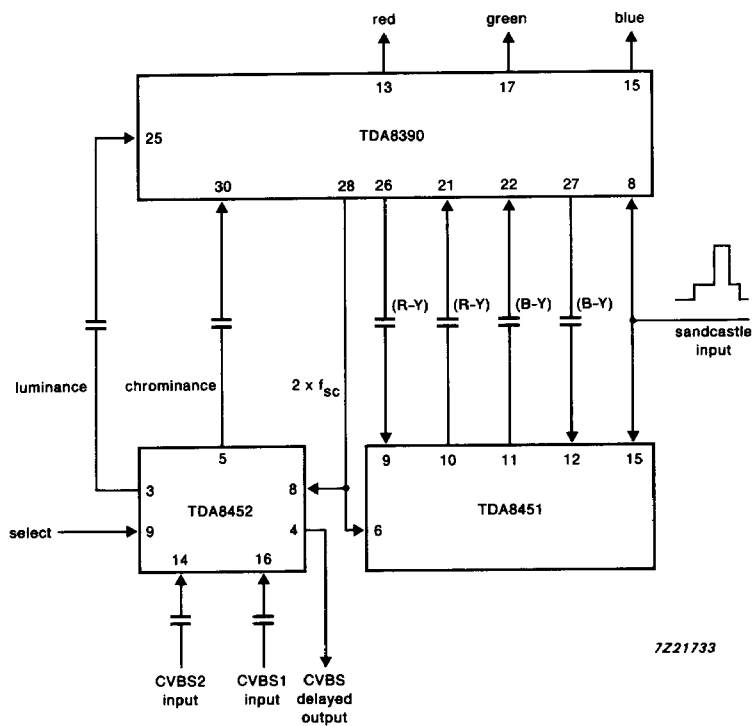 red green blue
13 17 15
25 TDA8390
30 28 26 21 22 27 8
(R-Y) (R-Y) (B-Y) (B-Y)
sandcastle
input
luminance chrominance 2 x fsc
5 9 10 11 12 15
3 8
TDA8452 TDA8451
select 9 4 6
14 16
7Z21733
CVBS2
input
CVBS1
input
CVBS
delayed
output